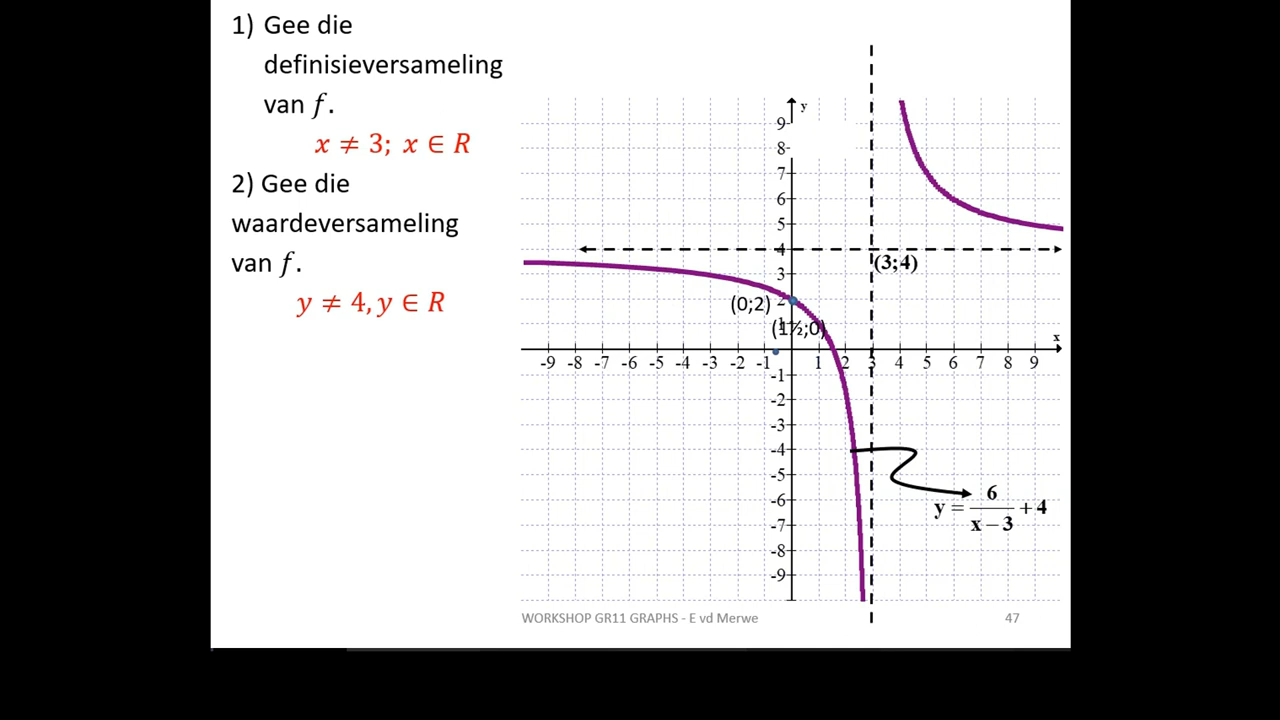 1) Gee die
definisieversameling
van f.
x ≠ 3; x ∈ R
2) Gee die
waardeversameling
van f.
y ≠ 4, y ∈ R
y
9
8
7
6
5
4
3
2
1
(3;4)
(0;2)
(1½;0)
x
-9 -8 -7 -6 -5 -4 -3 -2 -1 1 2 3 4 5 6 7 8 9
-1
-2
-3
-4
-5
-6
-7
-8
-9
y = 6/(x – 3) + 4
WORKSHOP GR11 GRAPHS - E vd Merwe 47